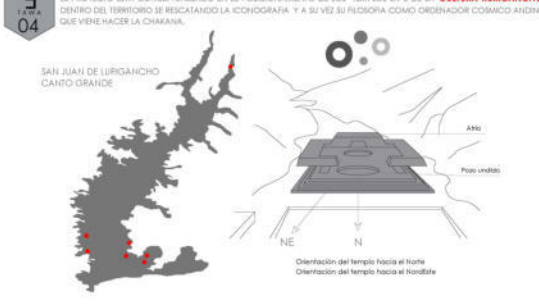 TAWA
04
DENTRO DEL TERRITORIO SE RESCATANDO LA ICONOGRAFIA Y A SU VEZ SU FILOSOFIA COMO ORDENADOR COSMICO ANDINO
QUE VIENE HACER LA CHAKANA.
SAN JUAN DE LURIGANCHO
CANTO GRANDE
Atrio
Pozo undido
NE
N
Orientación del templo hacia el Norte
Orientación del templo hacia el NordEste